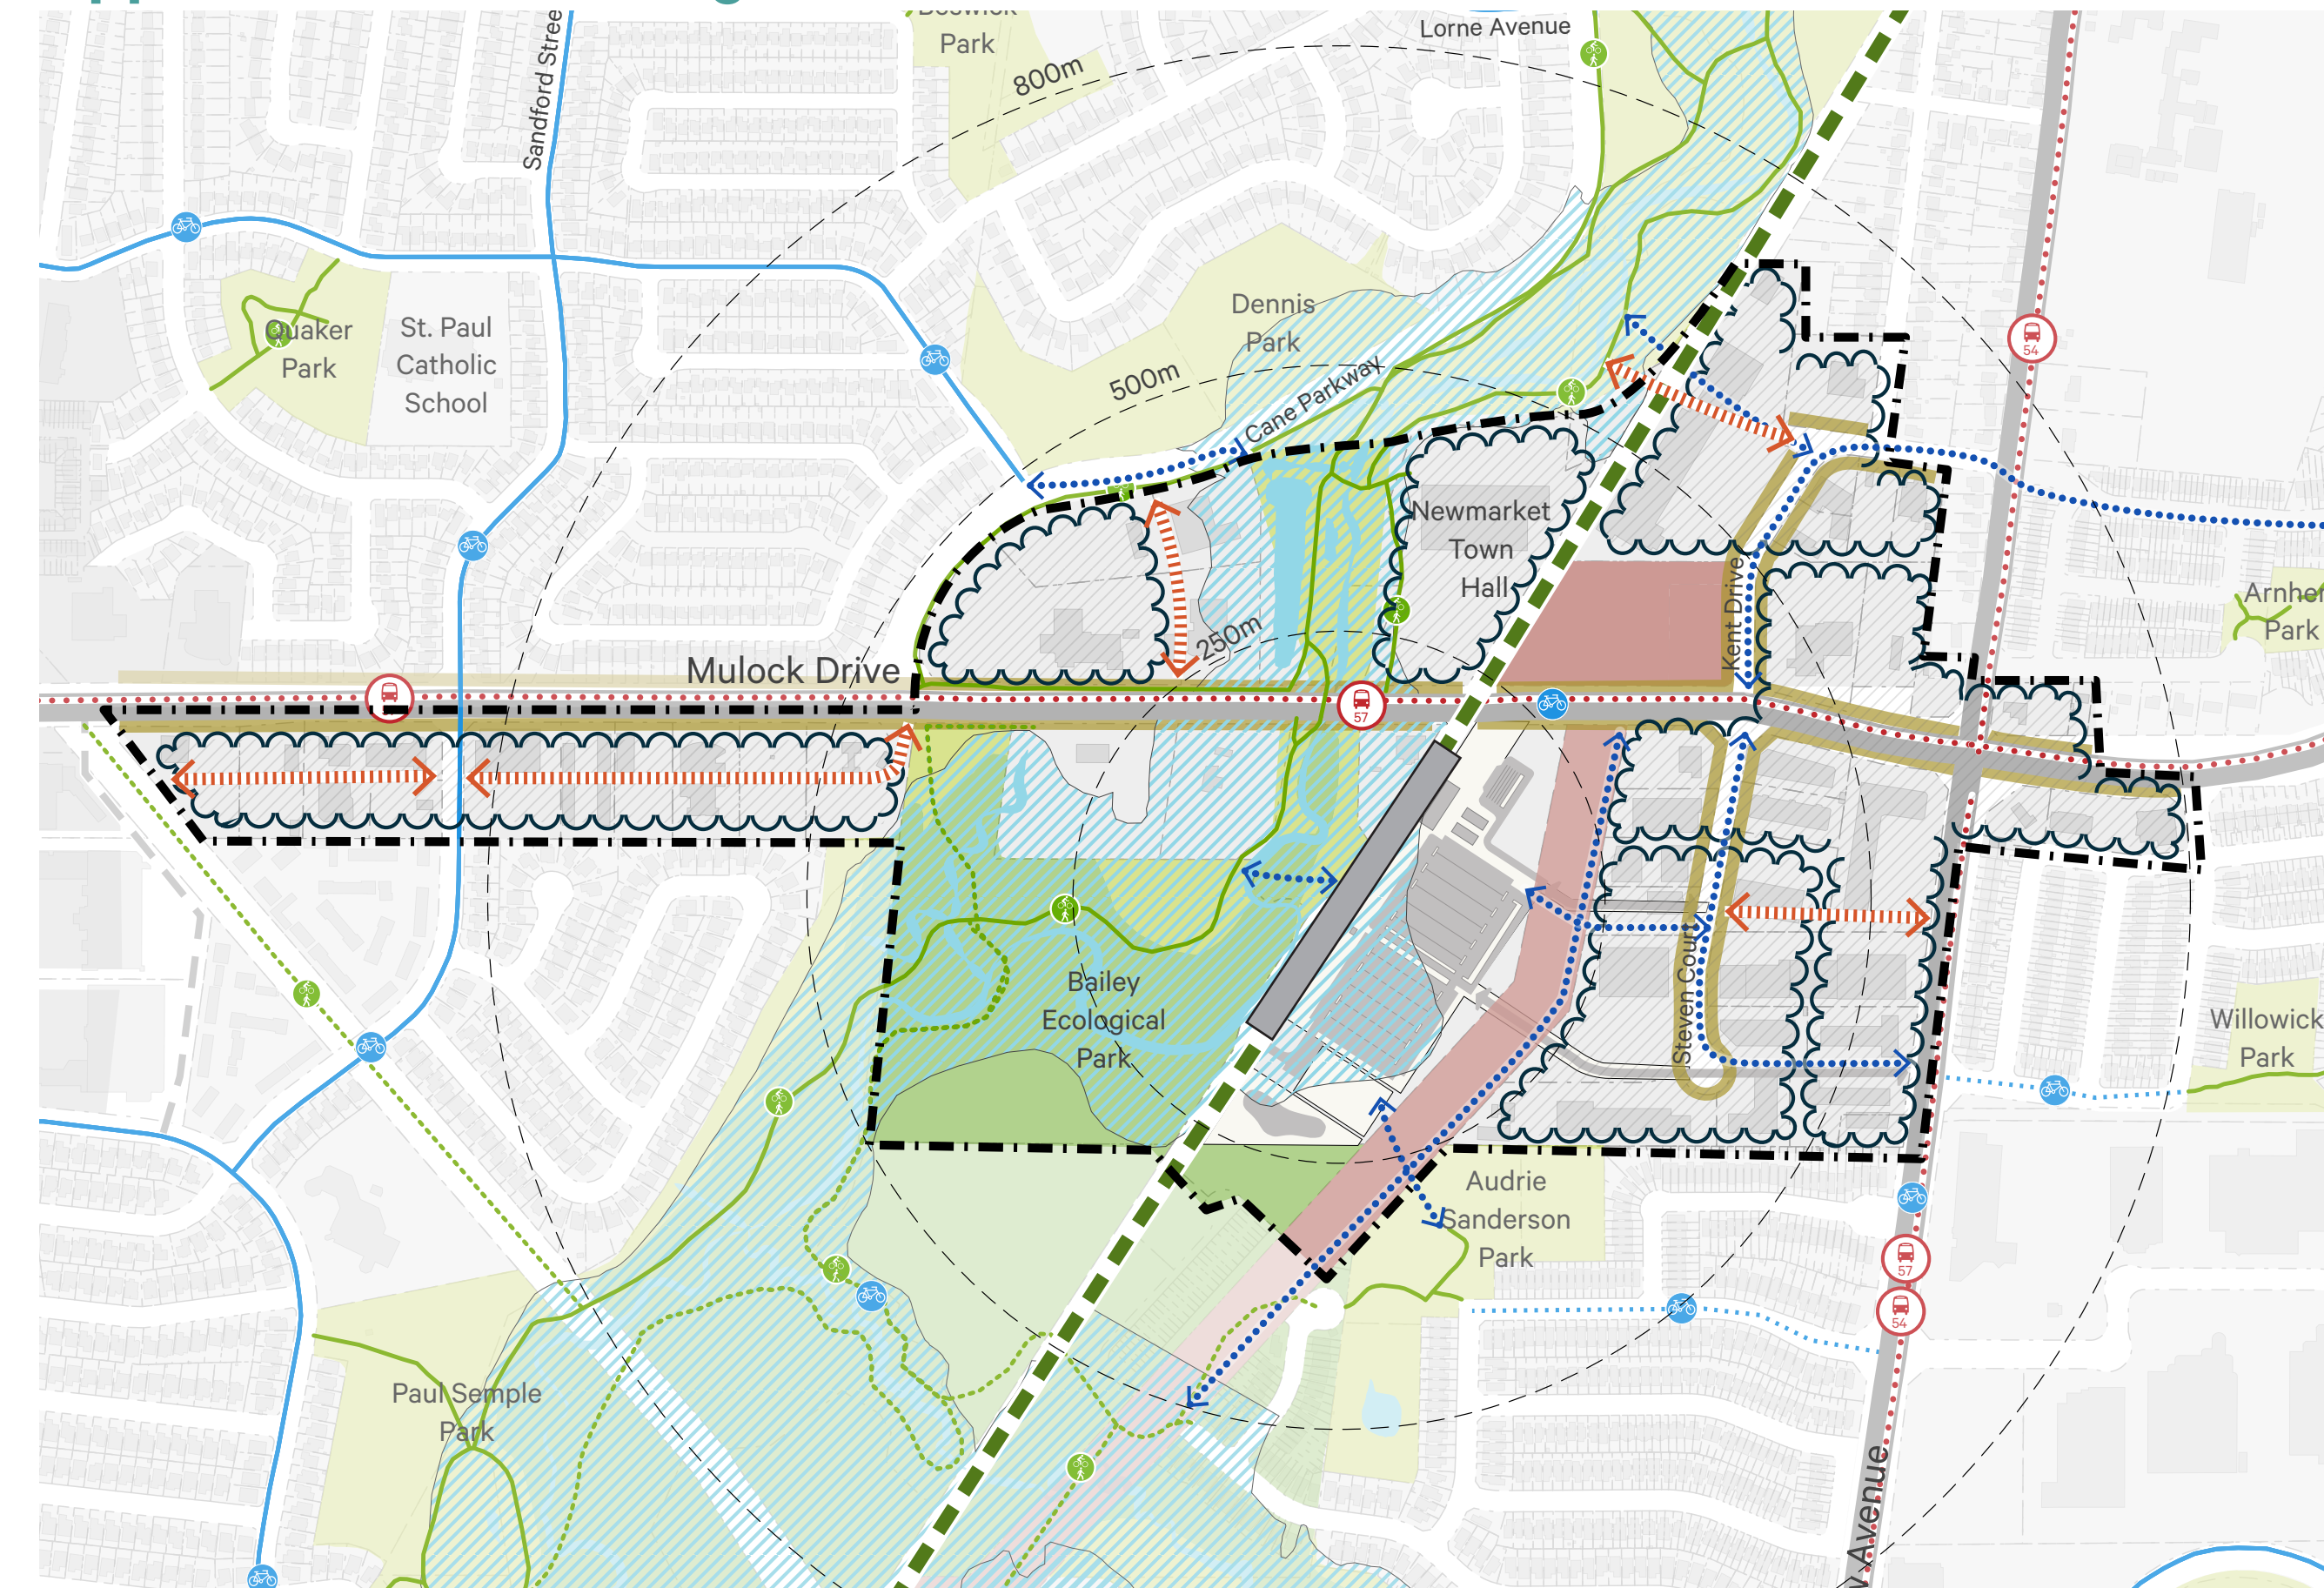 Park
Lorne Avenue
Sandford Stree
800m
Quaker
Park
St. Paul
Catholic
School
Dennis
Park
500m
Cane Parkway
54
Newmarket
Town
Hall
Kent Drive
Arnhe
Park
250m
Mulock Drive
57
Bailey
Ecological
Park
Steven Court
Willowick
Park
Audrie
Sanderson
Park
57
54
Paul Semple
Park
Avenue